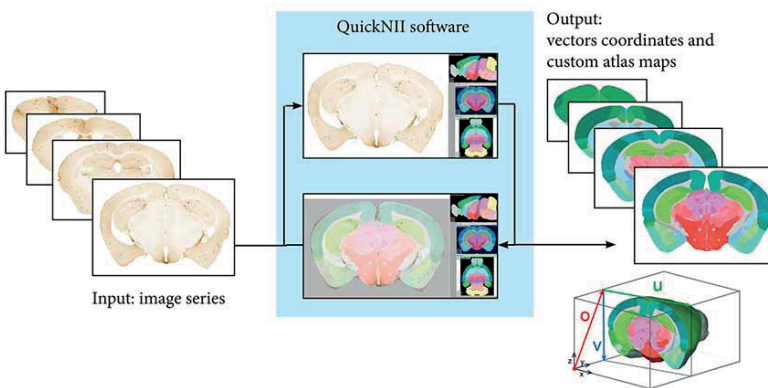 QuickNII software
Output:
vectors coordinates and
custom atlas maps
Input: image series
u
O
v
z
y
x